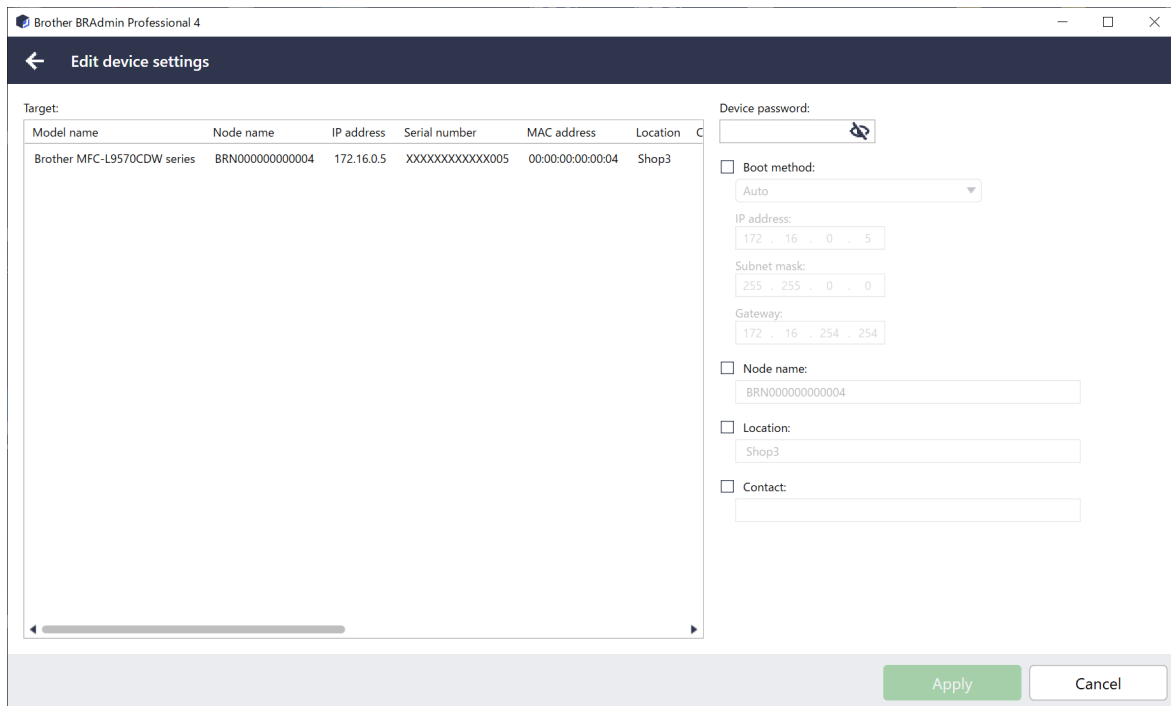 Brother BRAdmin Professional 4
Edit device settings
Target:
Model name Node name IP address Serial number MAC address Location C
Brother MFC-L9570CDW series BRN000000000004 172.16.0.5 XXXXXXXXXXXX005 00:00:00:00:00:04 Shop3
Device password:
Boot method:
Auto
IP address:
172 . 16 . 0 . 5
Subnet mask:
255 . 255 . 0 . 0
Gateway:
172 . 16 . 254 . 254
Node name:
BRN000000000004
Location:
Shop3
Contact:
Apply Cancel